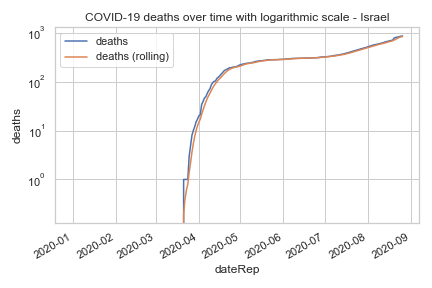 COVID-19 deaths over time with logarithmic scale - Israel
deaths
deaths (rolling)
10³
10²
10¹
10⁰
deaths
2020-01
2020-02
2020-03
2020-04
2020-05
2020-06
2020-07
2020-08
2020-09
dateRep